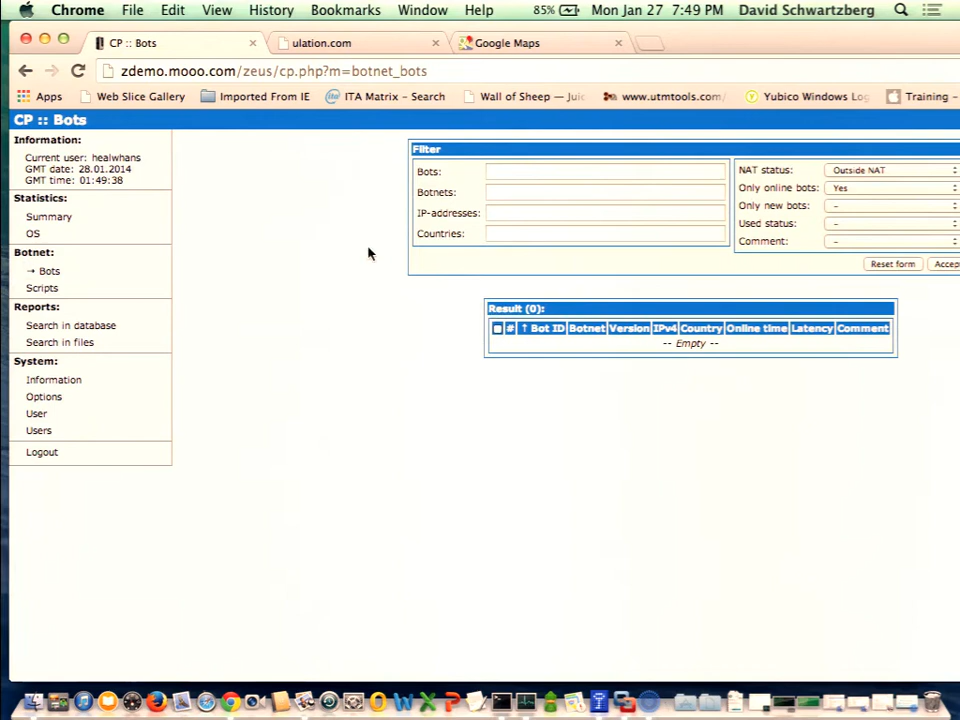 Chrome File Edit View History Bookmarks Window Help 85% Mon Jan 27 7:49 PM David Schwartzberg
CP :: Bots ulation.com Google Maps
zdemo.mooo.com/zeus/cp.php?m=botnet_bots
Apps Web Slice Gallery Imported From IE ITA Matrix - Search Wall of Sheep — www.utmtools.com/ Yubico Windows Log Training -
CP :: Bots
Information:
Current user: healwhans
GMT date: 28.01.2014
GMT time: 01:49:38
Statistics:
Summary
OS
Botnet:
→ Bots
Scripts
Reports:
Search in database
Search in files
System:
Information
Options
User
Users
Logout
Filter
Bots:
Botnets:
IP-addresses:
Countries:
NAT status: Outside NAT
Only online bots: Yes
Only new bots: -
Used status: -
Comment: -
Reset form Accep
Result (0):
# ↑ Bot ID Botnet Version IPv4 Country Online time Latency Comment
-- Empty --